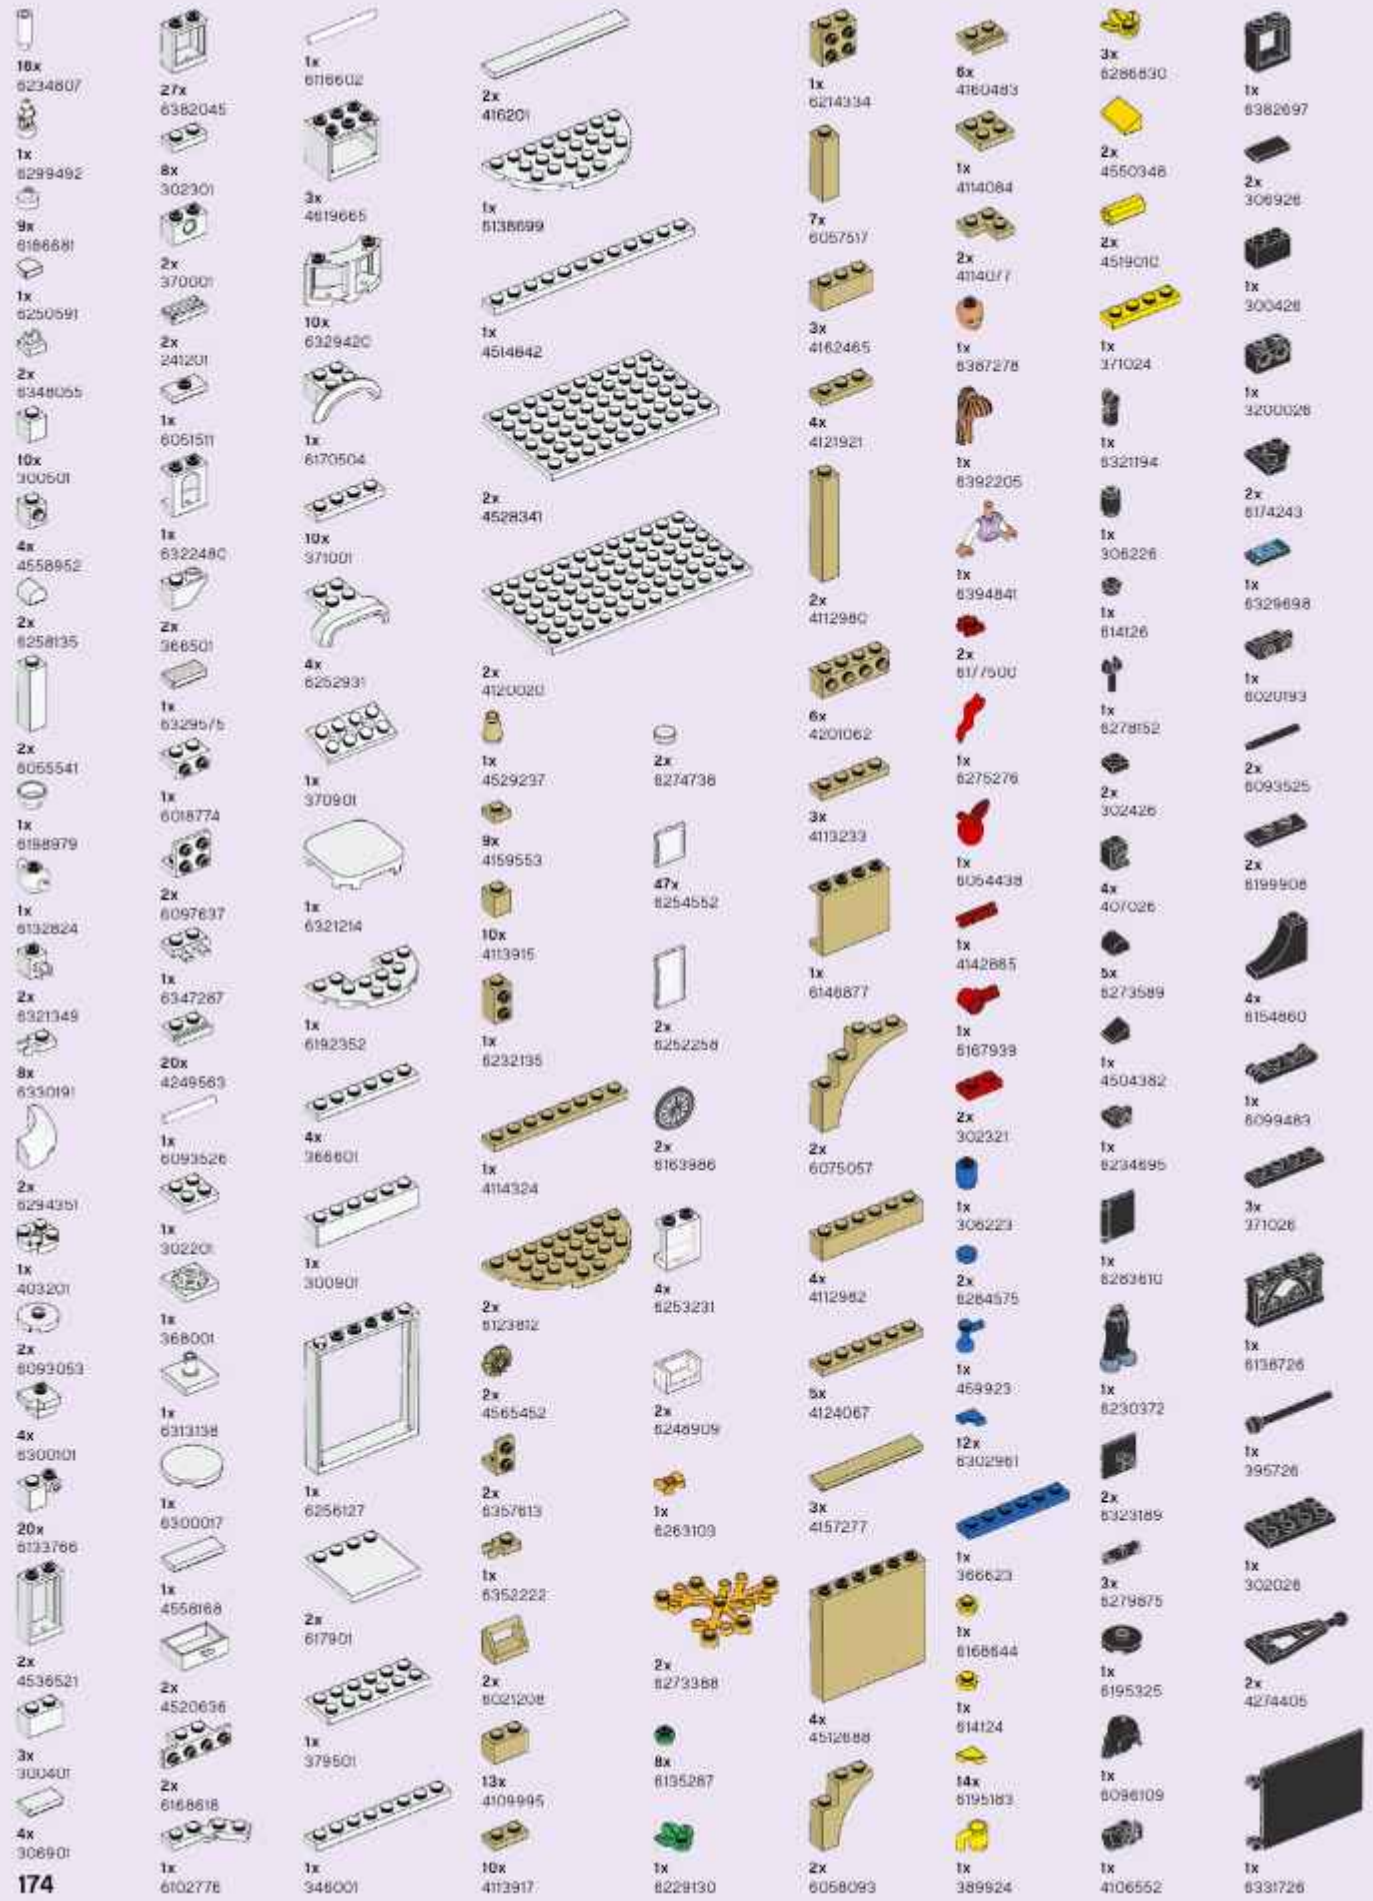 16x
6234807
1x
6299492
9x
6186681
1x
6250591
2x
6348055
10x
300501
4x
4558952
2x
6258135
2x
6055541
1x
6198979
1x
6132824
2x
6321349
8x
6330191
2x
6294351
1x
403201
2x
6093053
4x
6300101
20x
6133766
2x
4536521
3x
300401
4x
306901
174
27x
6382045
8x
302301
2x
370001
2x
241201
1x
6051511
1x
632248C
2x
366501
1x
6329575
1x
6018774
2x
6097637
1x
6347287
20x
4249563
1x
6093526
1x
302201
1x
368001
1x
6313138
1x
6300017
1x
4558168
2x
4520636
2x
6168618
1x
6102776
1x
6116602
3x
4619665
10x
632942C
1x
6170504
10x
371001
4x
6252931
1x
370901
1x
6321214
1x
6192352
4x
366601
1x
300901
1x
6256127
2x
617901
1x
379501
1x
346001
2x
416201
1x
6138699
1x
4514842
2x
4528341
2x
4120020
1x
4529237
9x
4159553
10x
4113915
1x
6232135
1x
4114324
2x
6123812
2x
4565452
2x
6357613
1x
6352222
2x
6021208
13x
4109995
10x
4113917
2x
6274738
47x
6254552
2x
6252258
2x
6163986
4x
6253231
2x
6248909
1x
6263103
2x
6273388
8x
6135287
1x
6229130
1x
6214334
7x
6057517
3x
4162465
4x
4121921
2x
4112980
6x
4201062
3x
4113233
1x
6146877
2x
6075057
4x
4112982
5x
4124067
3x
4157277
4x
4512688
2x
6058093
6x
4160483
1x
4114084
2x
4114077
1x
6387278
1x
6392205
1x
6394841
2x
6177500
1x
6275276
1x
6054438
1x
4142865
1x
6167939
2x
302321
1x
306223
2x
6284575
1x
459923
12x
6302961
1x
366623
1x
6168644
1x
614124
14x
6195183
1x
389924
3x
6286830
2x
4550348
2x
4519010
1x
371024
1x
6321194
1x
306226
1x
614126
1x
6278152
2x
302426
4x
407026
5x
6273589
1x
4504382
1x
6234695
1x
6283610
1x
6230372
2x
6323189
3x
6279875
1x
6195325
1x
6096109
1x
4106552
1x
6382697
2x
306926
1x
300426
1x
3200026
2x
6174243
1x
6329698
1x
6020193
2x
6093525
2x
6199908
4x
6154860
1x
6099483
3x
371026
1x
6138726
1x
395726
1x
302026
2x
4274405
1x
6331726